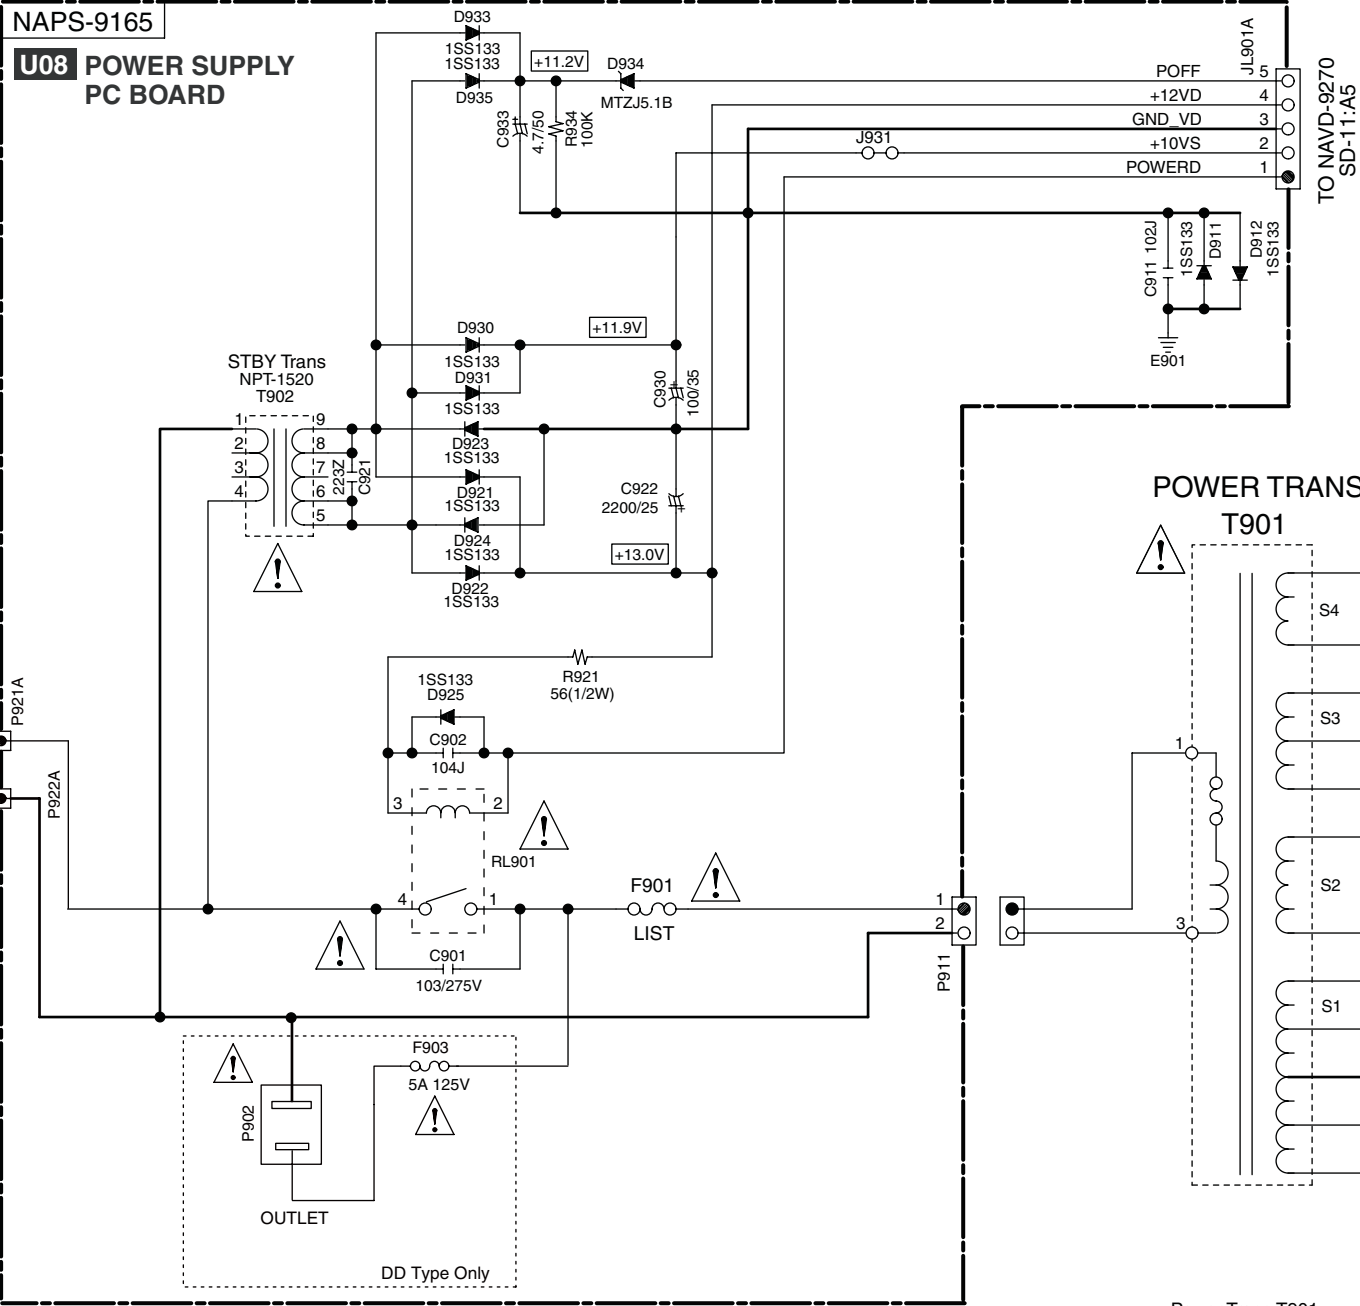 NAPS-9165
U08 POWER SUPPLY
PC BOARD
D933
1SS133
1SS133
D935
+11.2V
D934
MTZJ5.1B
C933
4.7/50
R934
100K
JL901A
POFF 5
+12VD 4
GND_VD 3
+10VS 2
POWERD 1
J931
TO NAVD-9270
SD-11:A5
C911 102J
1SS133
D911
D912
1SS133
E901
D930
1SS133
D931
1SS133
+11.9V
C930
100/35
STBY Trans
NPT-1520
T902
1
2
3
4
9
8
7
6
5
223Z
C921
D923
1SS133
D921
1SS133
D924
1SS133
D922
1SS133
C922
2200/25
+13.0V
POWER TRANS
T901
S4
S3
S2
S1
1
3
R921
56(1/2W)
1SS133
D925
C902
104J
3
2
RL901
4
1
C901
103/275V
P921A
P922A
F901
LIST
1
2
P911
F903
5A 125V
P902
OUTLET
DD Type Only